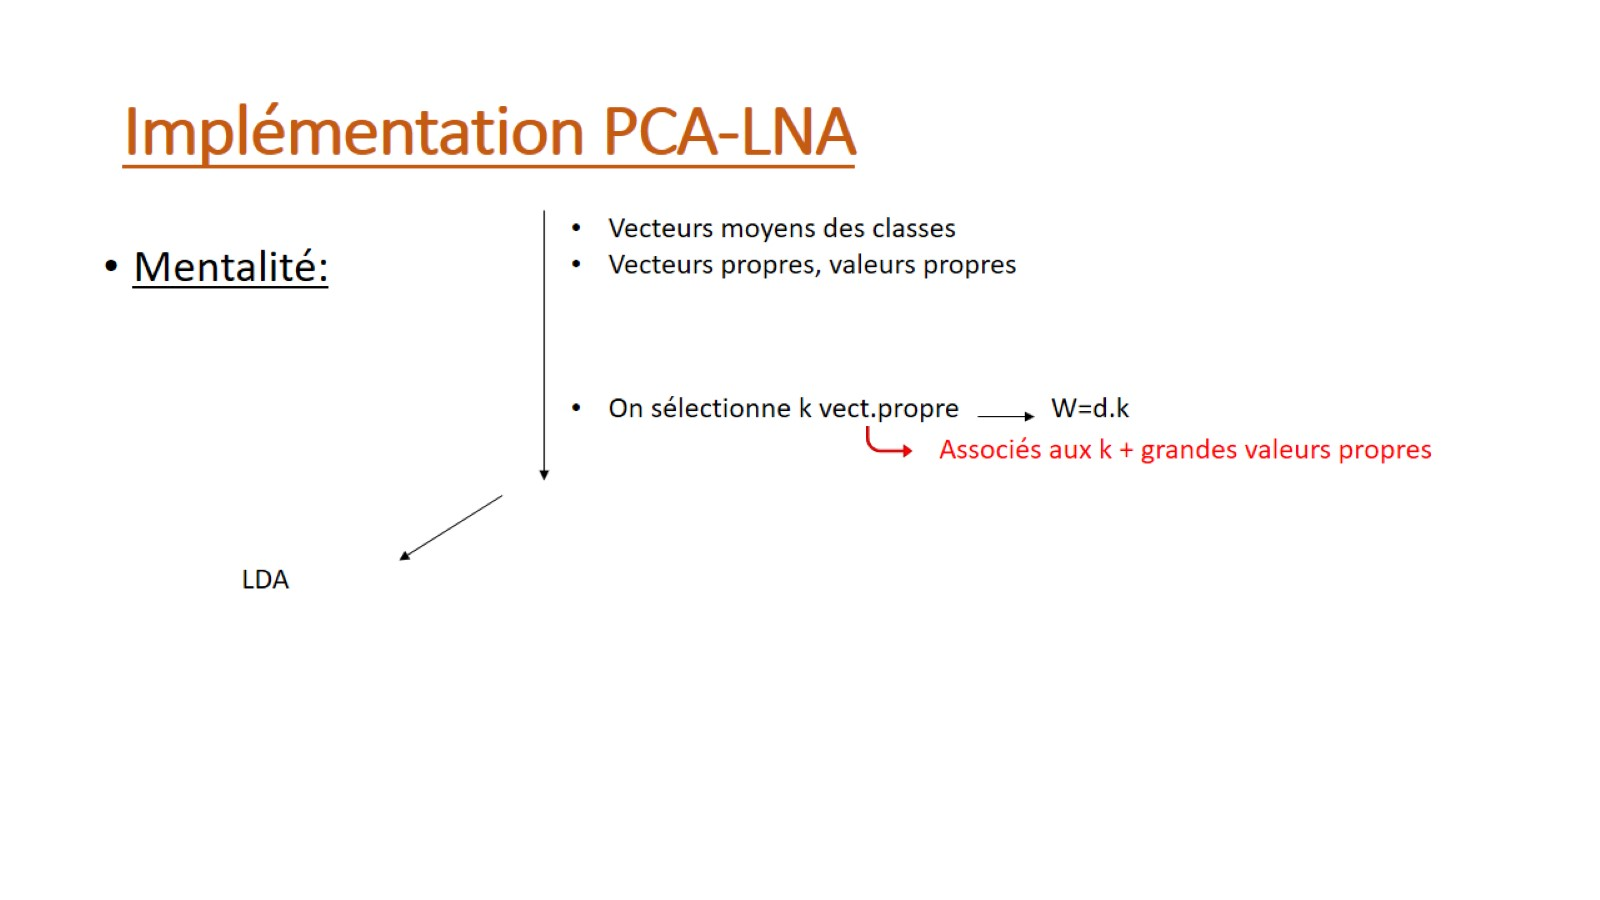 Implémentation PCA-LNA
• Mentalité:
• Vecteurs moyens des classes
• Vecteurs propres, valeurs propres
• On sélectionne k vect.propre W=d.k
Associés aux k + grandes valeurs propres
LDA